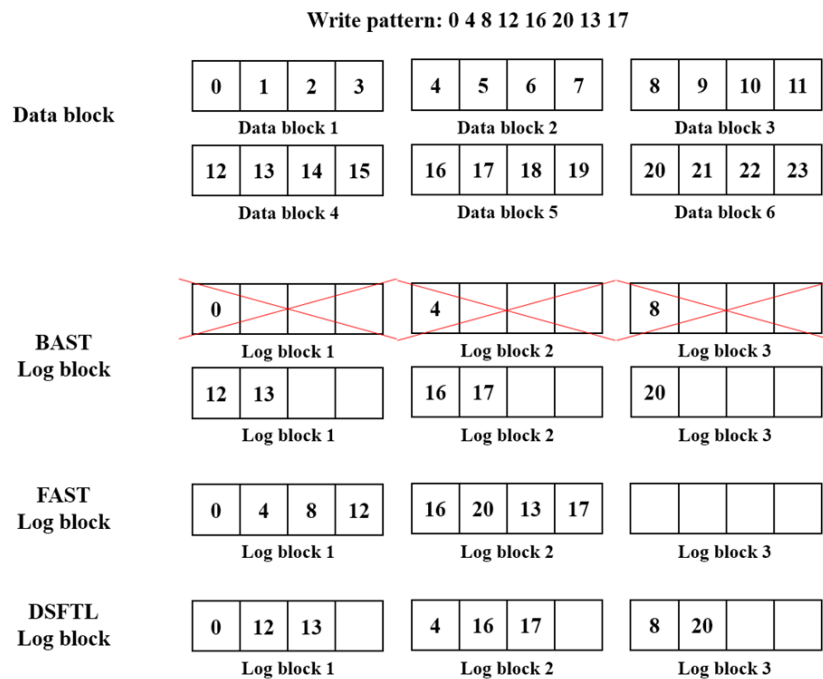 Write pattern: 0 4 8 12 16 20 13 17
0 1 2 3 4 5 6 7 8 9 10 11
Data block
Data block 1 Data block 2 Data block 3
12 13 14 15 16 17 18 19 20 21 22 23
Data block 4 Data block 5 Data block 6
0 4 8
BAST
Log block
Log block 1 Log block 2 Log block 3
12 13 16 17 20
Log block 1 Log block 2 Log block 3
FAST
Log block
0 4 8 12 16 20 13 17
Log block 1 Log block 2 Log block 3
DSFTL
Log block
0 12 13 4 16 17 8 20
Log block 1 Log block 2 Log block 3